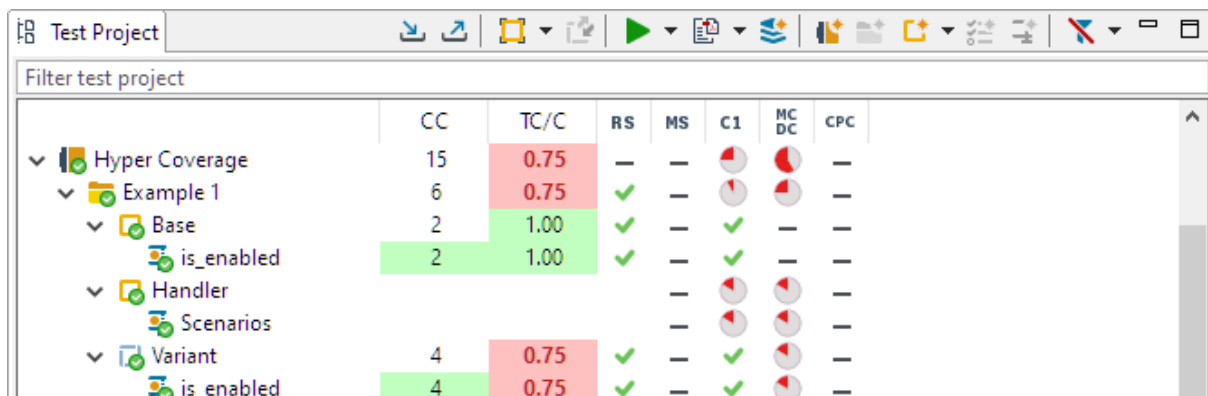 Test Project
Filter test project
CC TC/C RS MS C1 MC DC CPC
Hyper Coverage 15 0.75
Example 1 6 0.75
Base 2 1.00
is_enabled 2 1.00
Handler
Scenarios
Variant 4 0.75
is_enabled 4 0.75